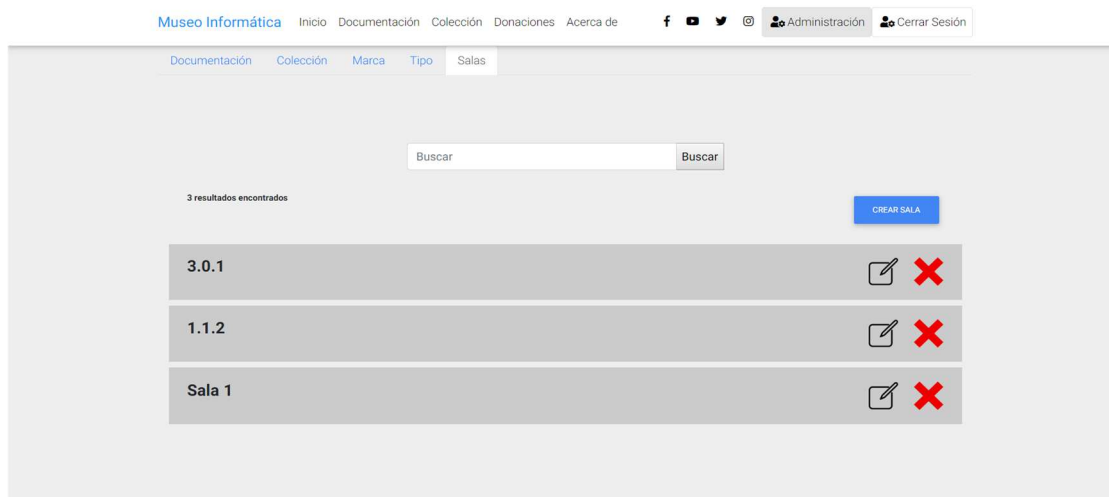 Museo Informática Inicio Documentación Colección Donaciones Acerca de Administración Cerrar Sesión
Documentación Colección Marca Tipo Salas
Buscar Buscar
3 resultados encontrados
CREAR SALA
3.0.1
1.1.2
Sala 1